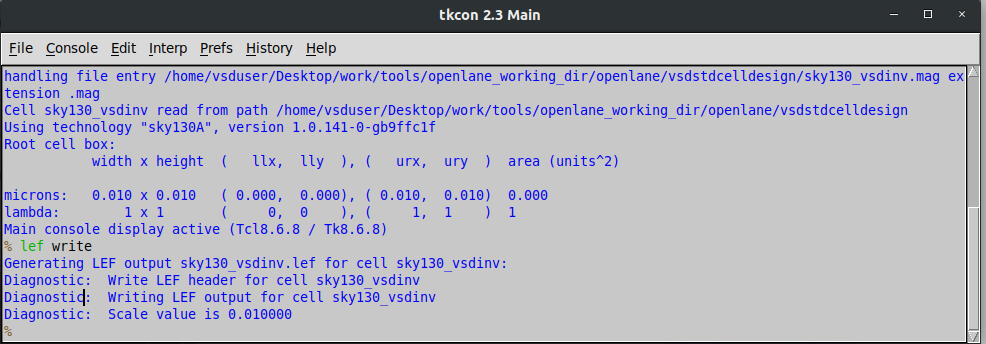 tkcon 2.3 Main
File Console Edit Interp Prefs History Help
handling file entry /home/vsduser/Desktop/work/tools/openlane_working_dir/openlane/vsdstdcelldesign/sky130_vsdinv.mag ex
tension .mag
Cell sky130_vsdinv read from path /home/vsduser/Desktop/work/tools/openlane_working_dir/openlane/vsdstdcelldesign
Using technology "sky130A", version 1.0.141-0-gb9ffc1f
Root cell box:
           width x height  (   llx,  lly  ), (   urx,  ury  )  area (units^2)
microns:   0.010 x 0.010   ( 0.000,  0.000), ( 0.010,  0.010)  0.000
lambda:        1 x 1       (     0,  0    ), (     1,  1    )  1
Main console display active (Tcl8.6.8 / Tk8.6.8)
% lef write
Generating LEF output sky130_vsdinv.lef for cell sky130_vsdinv:
Diagnostic:  Write LEF header for cell sky130_vsdinv
Diagnostic:  Writing LEF output for cell sky130_vsdinv
Diagnostic:  Scale value is 0.010000
%